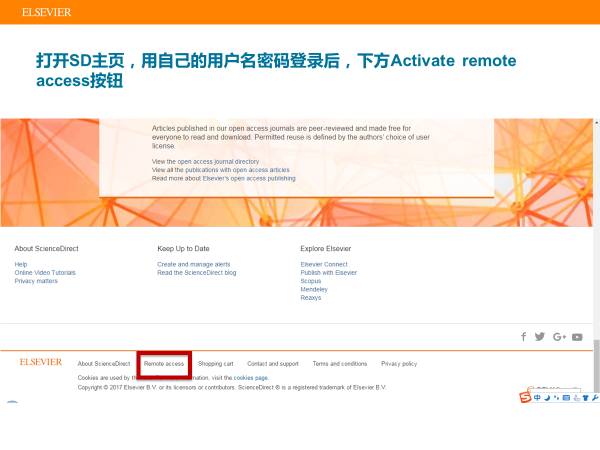 ELSEVIER
打开SD主页，用自己的用户名密码登录后，下方Activate remote
access按钮
Articles published in our open access journals are peer-reviewed and made free for
everyone to read and download. Permitted reuse is defined by the authors' choice of user
license.
View the open access journal directory
View all the publications with open access articles
Read more about Elsevier's open access publishing
About ScienceDirect
Help
Online Video Tutorials
Privacy matters
Keep Up to Date
Create and manage alerts
Read the ScienceDirect blog
Explore Elsevier
Elsevier Connect
Publish with Elsevier
Scopus
Mendeley
Reaxys
ELSEVIER About ScienceDirect Remote access Shopping cart Contact and support Terms and conditions Privacy policy
Cookies are used by information, visit the cookies page.
Copyright © 2017 Elsevier B.V. or its licensors or contributors. ScienceDirect ® is a registered trademark of Elsevier B.V.
中